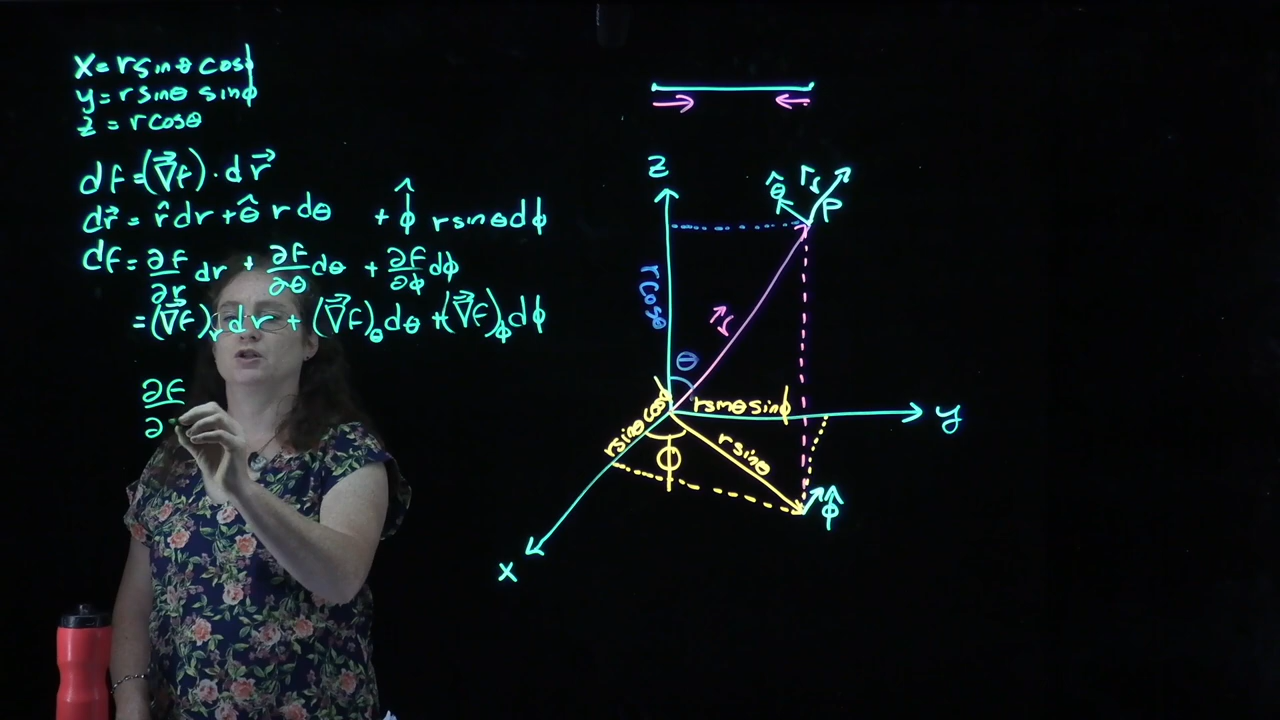 x = r sinθ cosϕ
y = r sinθ sinϕ
z = r cosθ
df = (∇⃗f) · dr⃗
dr⃗ = r̂ dr + θ̂ r dθ + ϕ̂ r sinθ dϕ
df = ∂f/∂r dr + ∂f/∂θ dθ + ∂f/∂ϕ dϕ
= (∇⃗f)r dr + (∇⃗f)θ dθ + (∇⃗f)ϕ dϕ
∂f/∂
z
θ̂
P
r cosθ
r⃗
θ
r sinθ cosϕ
r sinθ sinϕ
y
r sinθ
ϕ
ϕ̂
x